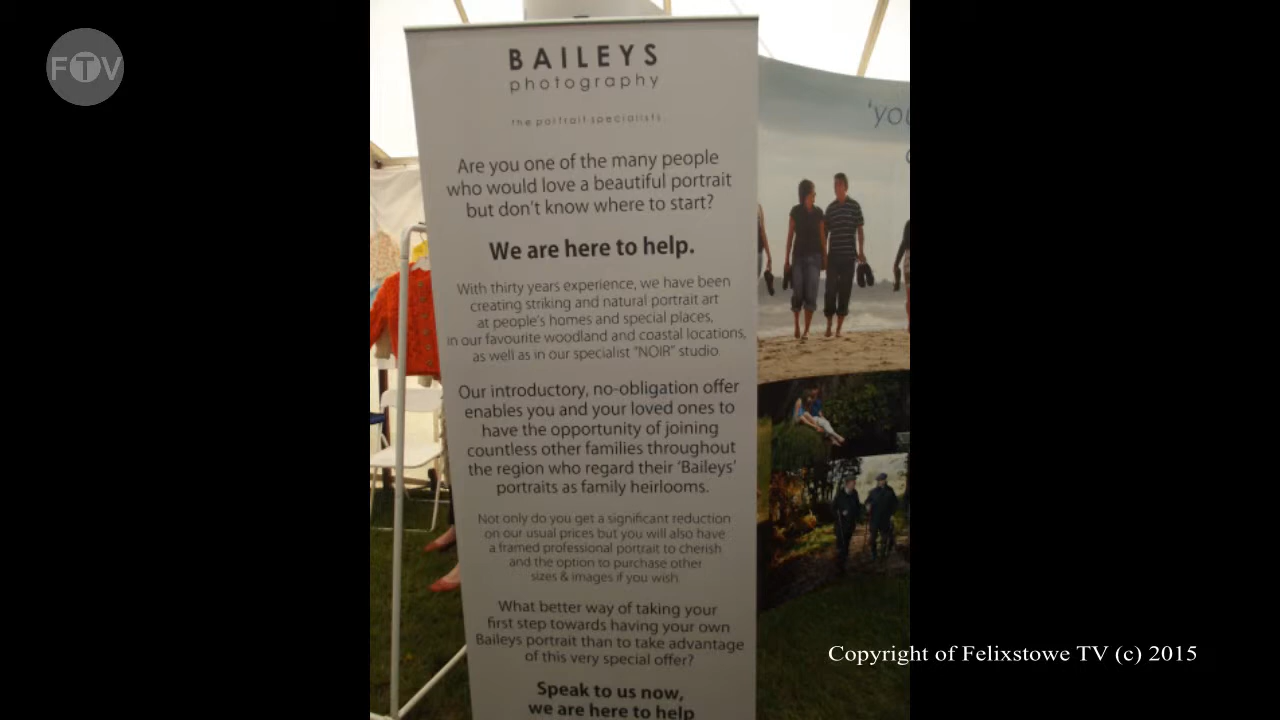 FTV
BAILEYS
photography
the portrait specialists.
Are you one of the many people
who would love a beautiful portrait
but don't know where to start?
We are here to help.
With thirty years experience, we have been
creating striking and natural portrait art
at people's homes and special places,
in our favourite woodland and coastal locations,
as well as in our specialist "NOIR" studio.
Our introductory, no-obligation offer
enables you and your loved ones to
have the opportunity of joining
countless other families throughout
the region who regard their 'Baileys'
portraits as family heirlooms.
Not only do you get a significant reduction
on our usual prices but you will also have
a framed professional portrait to cherish
and the option to purchase other
sizes & images if you wish.
What better way of taking your
first step towards having your own
Baileys portrait than to take advantage
of this very special offer?
Speak to us now,
we are here to help
Copyright of Felixstowe TV (c) 2015